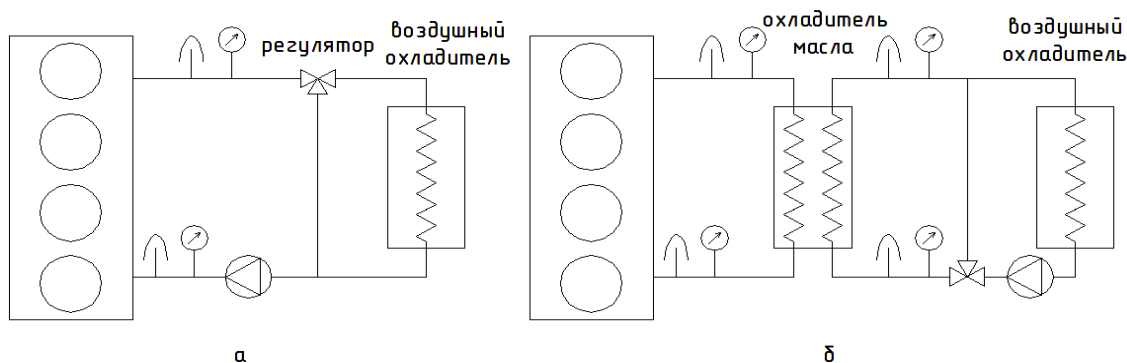 регулятор
воздушный
охладитель
охладитель
масла
воздушный
охладитель
а
б